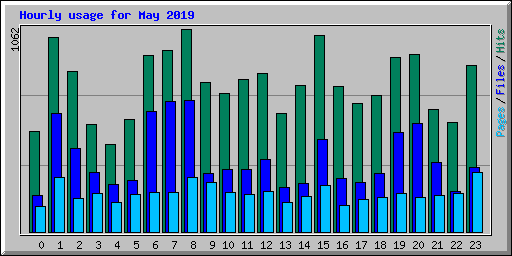 Hourly usage for May 2019
1062
Pages / Files / Hits
0 1 2 3 4 5 6 7 8 9 10 11 12 13 14 15 16 17 18 19 20 21 22 23